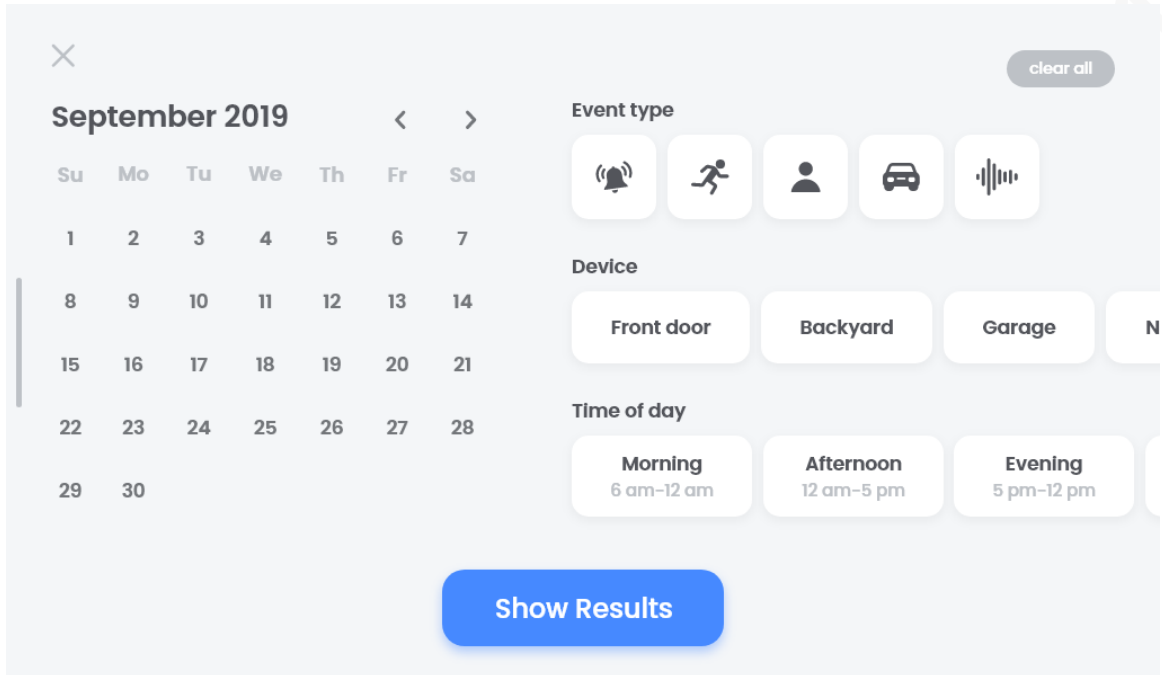 clear all
September 2019
Su Mo Tu We Th Fr Sa
1 2 3 4 5 6 7
8 9 10 11 12 13 14
15 16 17 18 19 20 21
22 23 24 25 26 27 28
29 30
Event type
Device
Front door Backyard Garage N
Time of day
Morning Afternoon Evening
6 am-12 am 12 am-5 pm 5 pm-12 pm
Show Results